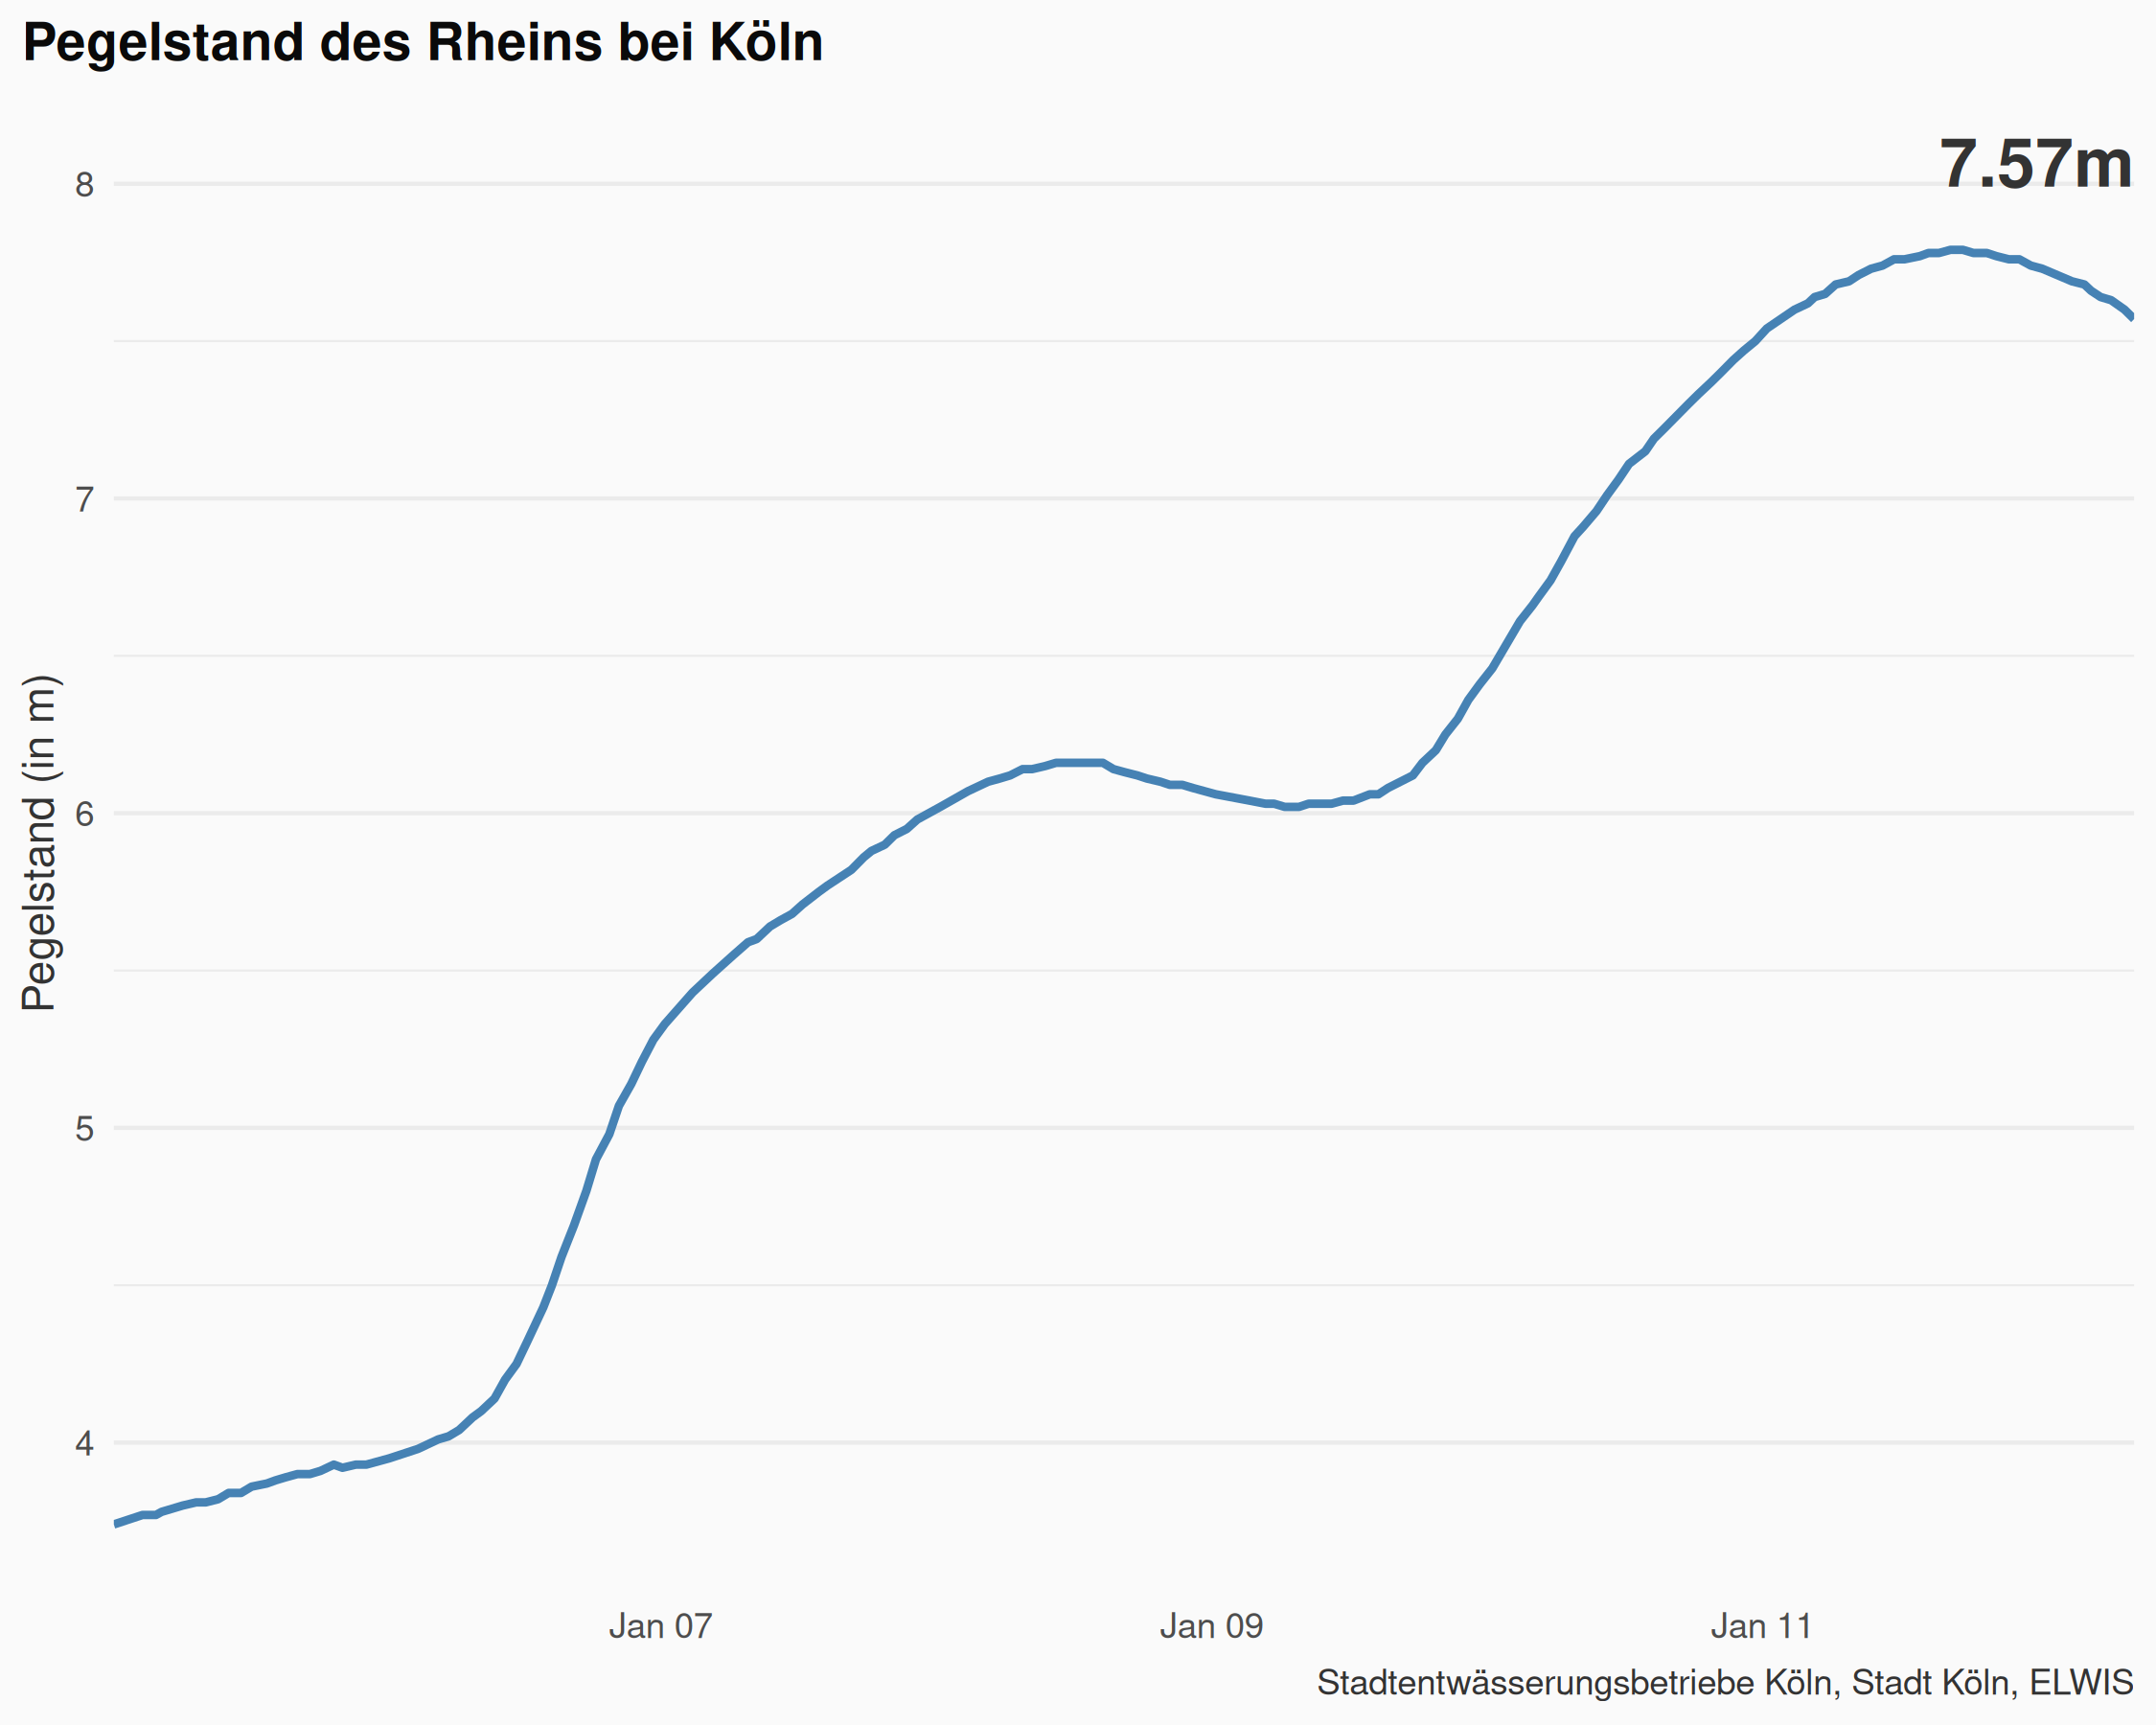 Pegelstand des Rheins bei Köln
7.57m
8
7
6
5
4
Pegelstand (in m)
Jan 07 Jan 09 Jan 11
Stadtentwässerungsbetriebe Köln, Stadt Köln, ELWIS